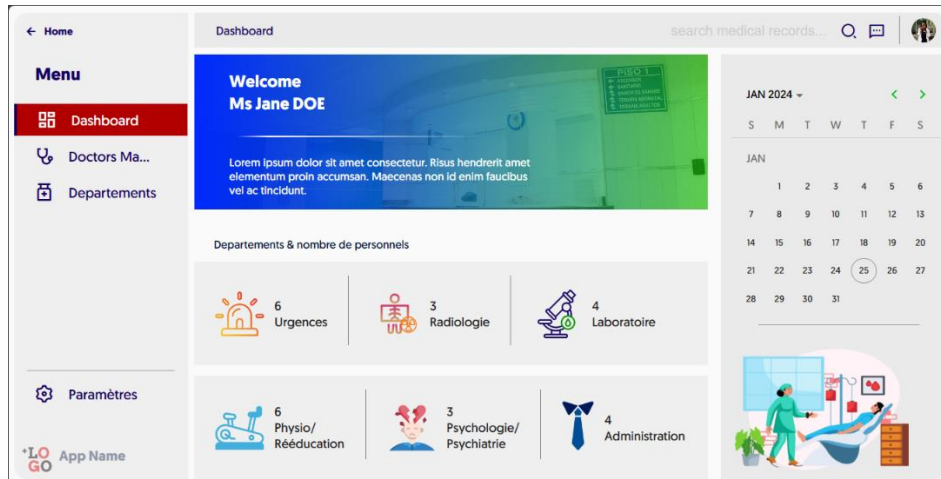 ← Home
Dashboard
search medical records...
Menu
Dashboard
Doctors Ma...
Departements
Paramètres
+LO
GO
App Name
Welcome
Ms Jane DOE
Lorem ipsum dolor sit amet consectetur. Risus hendrerit amet
elementum proin accumsan. Maecenas non id enim faucibus
vel ac tincidunt.
PISO 1
Departements & nombre de personnels
6
Urgences
3
Radiologie
4
Laboratoire
6
Physio/
Rééducation
3
Psychologie/
Psychiatrie
4
Administration
JAN 2024
S M T W T F S
JAN
1 2 3 4 5 6
7 8 9 10 11 12 13
14 15 16 17 18 19 20
21 22 23 24 25 26 27
28 29 30 31